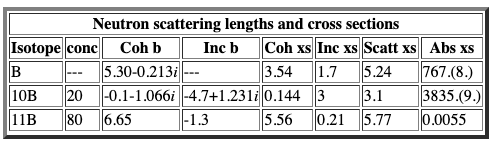 Neutron scattering lengths and cross sections
Isotope conc Coh b Inc b Coh xs Inc xs Scatt xs Abs xs
B --- 5.30-0.213i --- 3.54 1.7 5.24 767.(8.)
10B 20 -0.1-1.066i -4.7+1.231i 0.144 3 3.1 3835.(9.)
11B 80 6.65 -1.3 5.56 0.21 5.77 0.0055